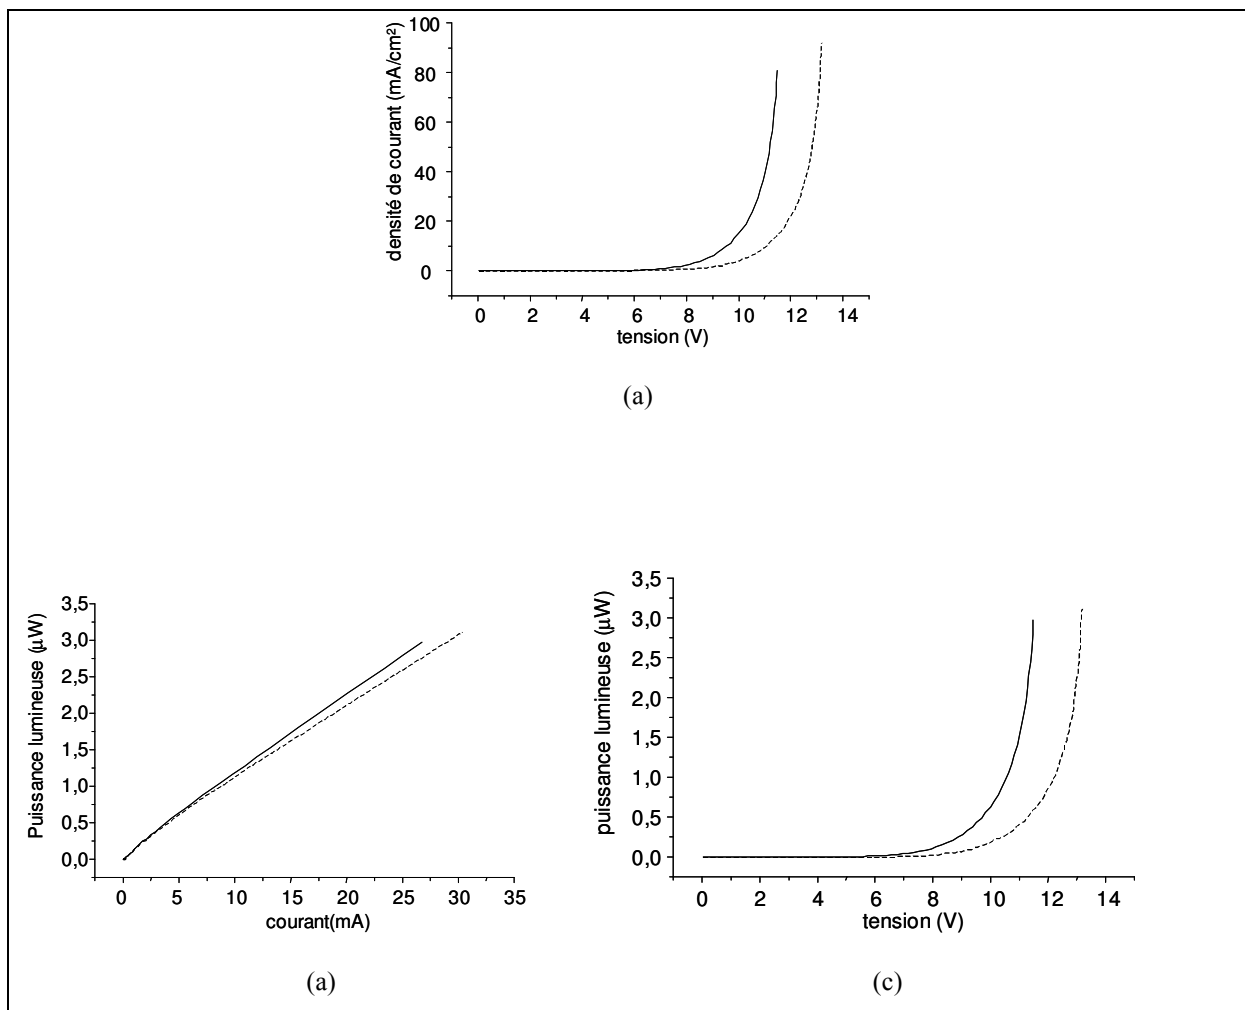 densité de courant (mA/cm²)
100
80
60
40
20
0
0 2 4 6 8 10 12 14
tension (V)
(a)
Puissance lumineuse (µW)
3,5
3,0
2,5
2,0
1,5
1,0
0,5
0,0
0 5 10 15 20 25 30 35
courant(mA)
(a)
puissance lumineuse (µW)
3,5
3,0
2,5
2,0
1,5
1,0
0,5
0,0
0 2 4 6 8 10 12 14
tension (V)
(c)